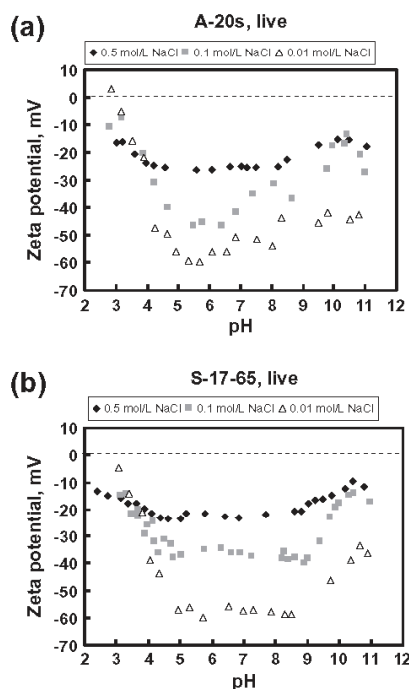 (a)
A-20s, live
◆ 0.5 mol/L NaCl ■ 0.1 mol/L NaCl △ 0.01 mol/L NaCl
Zeta potential, mV
10
0
-10
-20
-30
-40
-50
-60
-70
2 3 4 5 6 7 8 9 10 11 12
pH
(b)
S-17-65, live
◆ 0.5 mol/L NaCl ■ 0.1 mol/L NaCl △ 0.01 mol/L NaCl
Zeta potential, mV
10
0
-10
-20
-30
-40
-50
-60
-70
2 3 4 5 6 7 8 9 10 11 12
pH